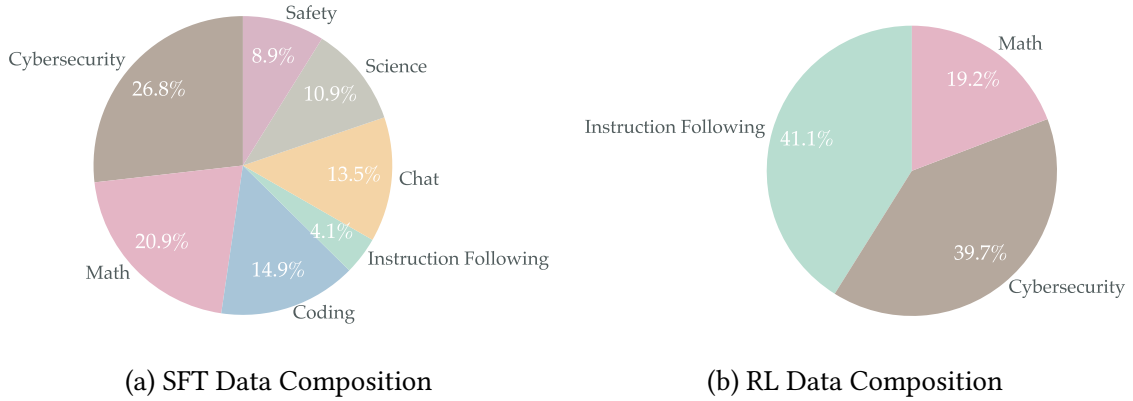 Safety
8.9%
Science
10.9%
Chat
13.5%
Instruction Following
4.1%
Coding
14.9%
Math
20.9%
Cybersecurity
26.8%
(a) SFT Data Composition
Math
19.2%
Cybersecurity
39.7%
Instruction Following
41.1%
(b) RL Data Composition